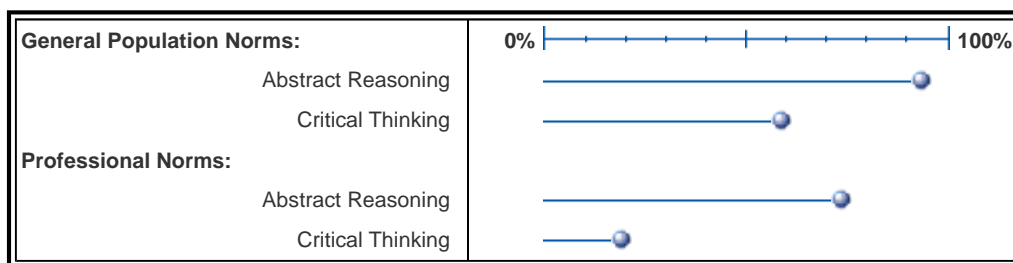 General Population Norms: 0% 100%
Abstract Reasoning
Critical Thinking
Professional Norms:
Abstract Reasoning
Critical Thinking